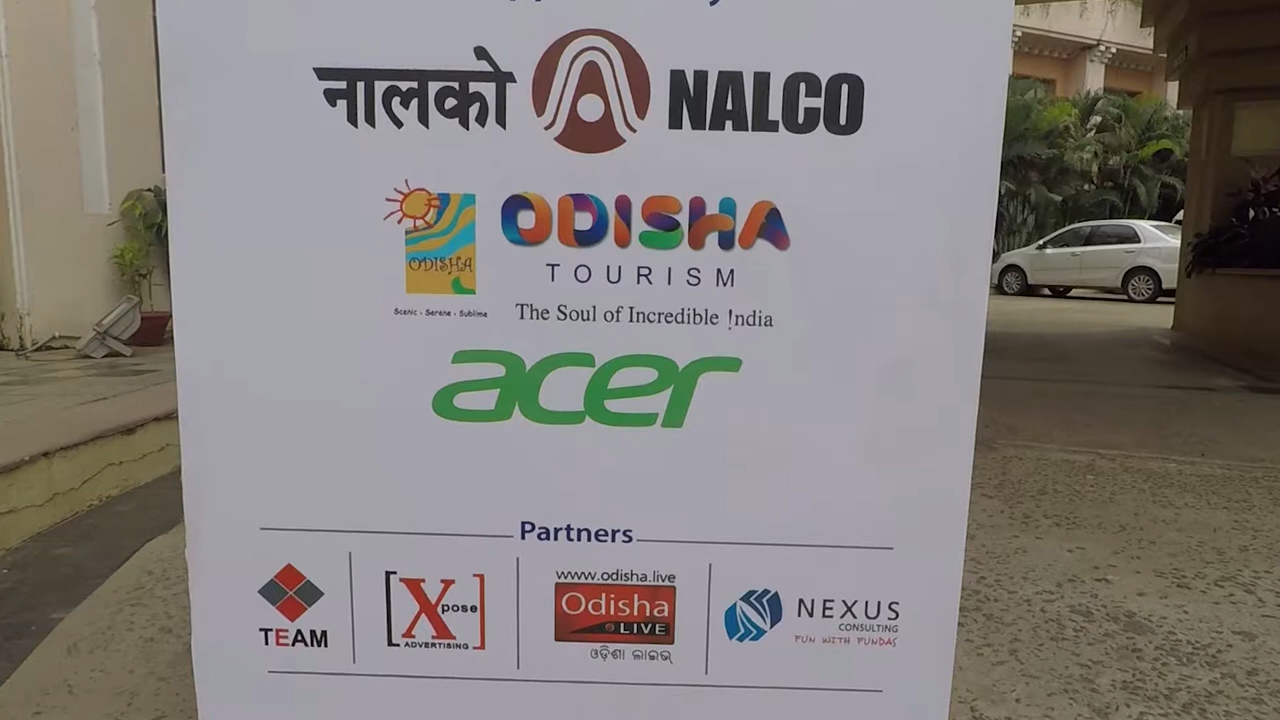 नालको NALCO
ODISHA
Scenic - Serene - Sublime
ODISHA
TOURISM
The Soul of Incredible !ndia
acer
Partners
TEAM
Xpose
ADVERTISING
www.odisha.live
Odisha
LIVE
ଓଡ଼ିଶା ଲାଇଭ୍
NEXUS
CONSULTING
FUN WITH FUNDAS